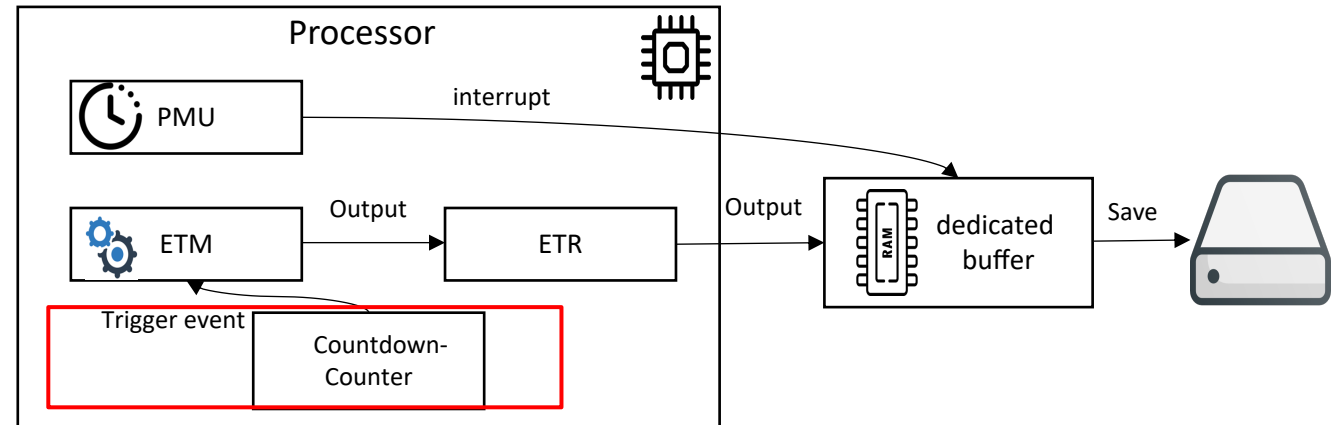 Processor
interrupt
PMU
Output
ETM
ETR
Output
RAM
dedicated
buffer
Save
Trigger event
Countdown-
Counter